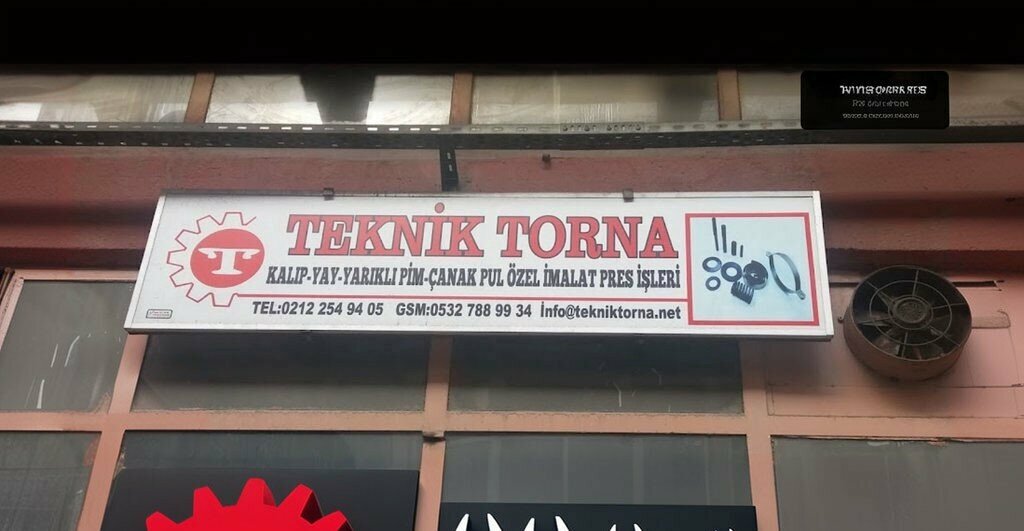 TEKNİK TORNA
T
KALIP-YAY-YARIKLI PİM-ÇANAK PUL ÖZEL İMALAT PRES İŞLERİ
TEL:0212 254 94 05 GSM:0532 788 99 34 İnfo@tekniktorna.net